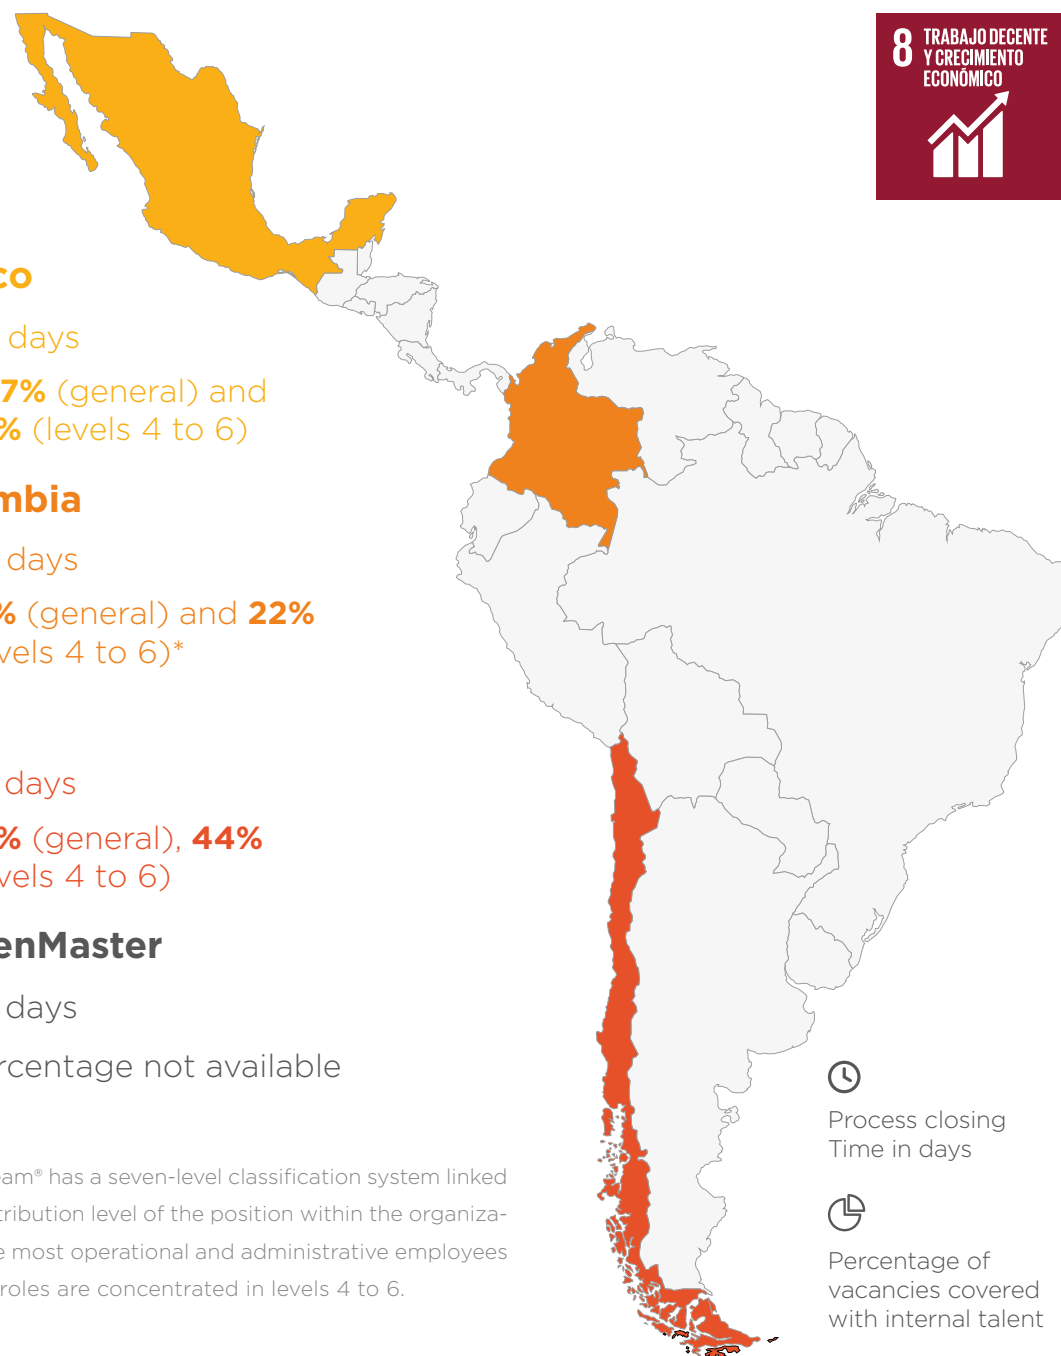 8 TRABAJO DECENTE
Y CRECIMIENTO
ECONÓMICO
co
days
7% (general) and
% (levels 4 to 6)
mbia
days
% (general) and 22%
vels 4 to 6)*
days
% (general), 44%
vels 4 to 6)
enMaster
days
rcentage not available
eam® has a seven-level classification system linked
tribution level of the position within the organiza-
e most operational and administrative employees
roles are concentrated in levels 4 to 6.
Process closing
Time in days
Percentage of
vacancies covered
with internal talent